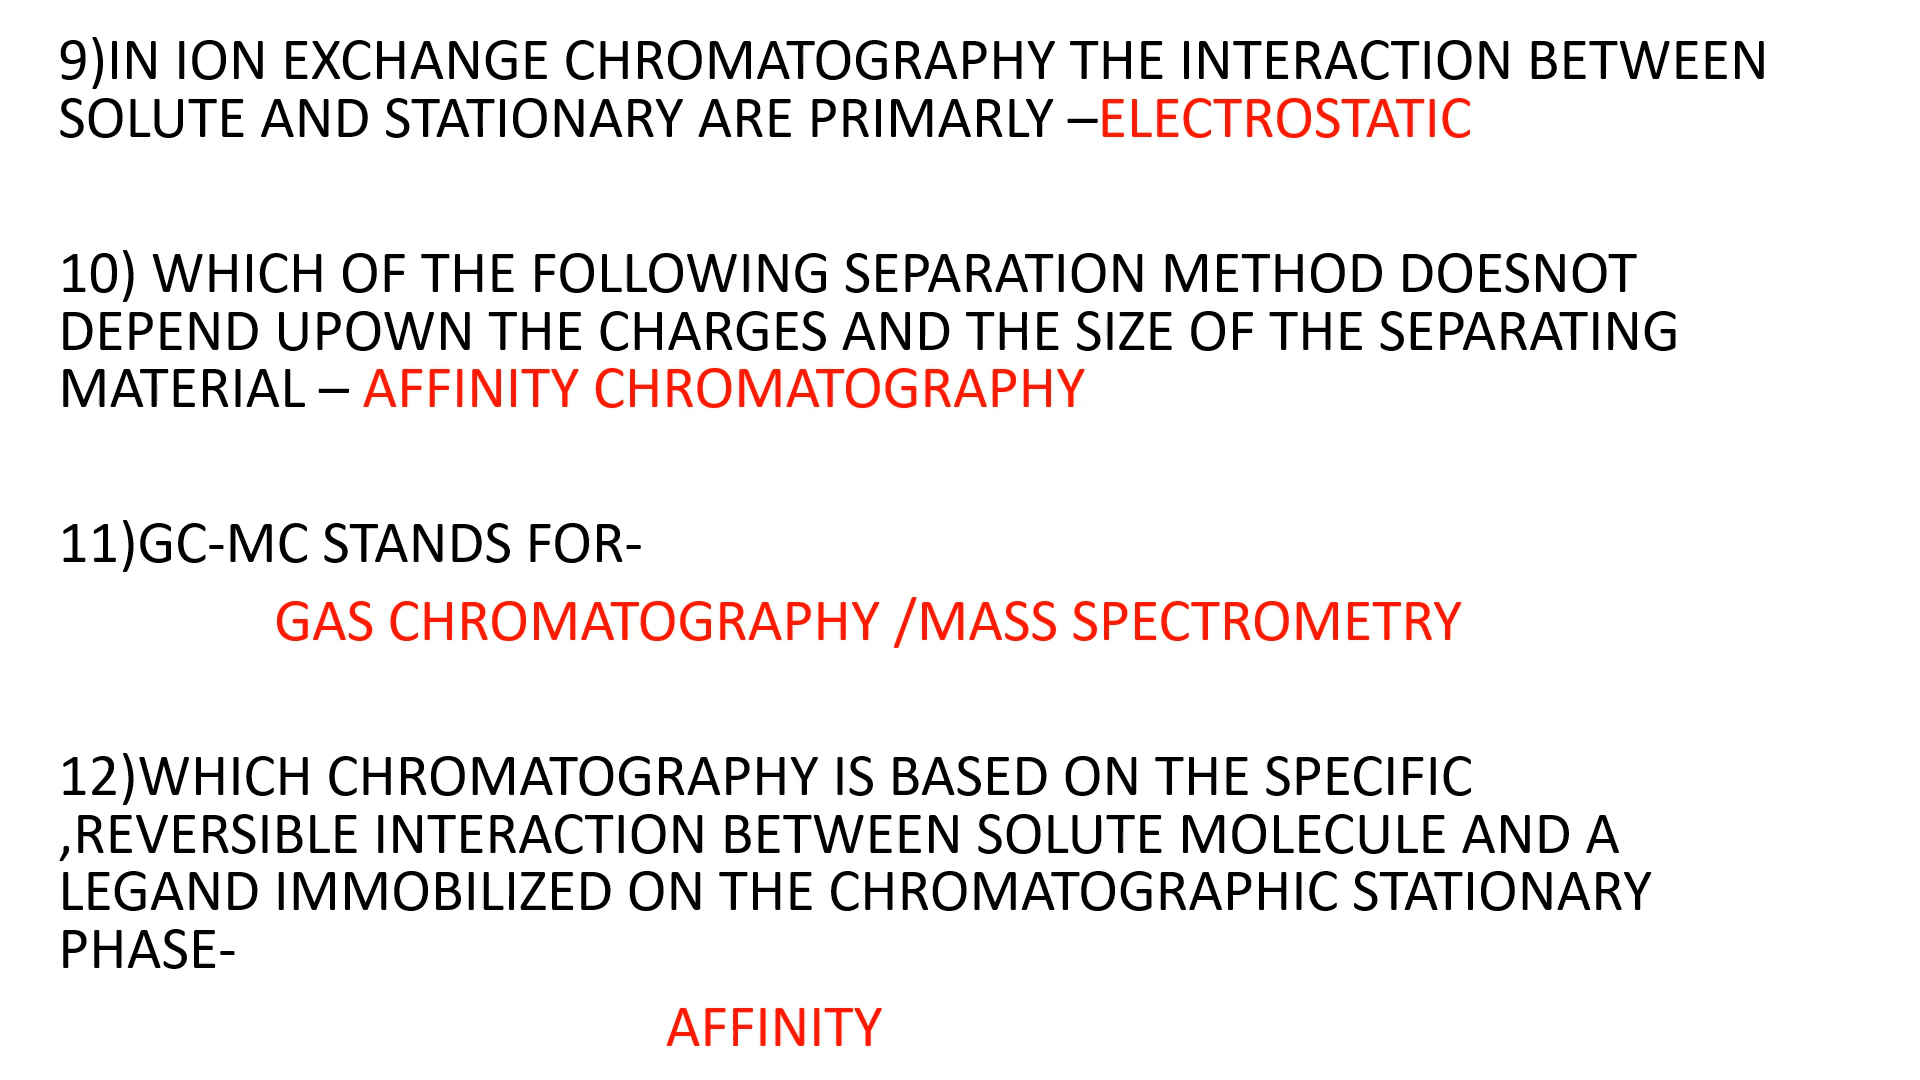 9)IN ION EXCHANGE CHROMATOGRAPHY THE INTERACTION BETWEEN
SOLUTE AND STATIONARY ARE PRIMARLY –ELECTROSTATIC
10) WHICH OF THE FOLLOWING SEPARATION METHOD DOESNOT
DEPEND UPOWN THE CHARGES AND THE SIZE OF THE SEPARATING
MATERIAL – AFFINITY CHROMATOGRAPHY
11)GC-MC STANDS FOR-
GAS CHROMATOGRAPHY /MASS SPECTROMETRY
12)WHICH CHROMATOGRAPHY IS BASED ON THE SPECIFIC
,REVERSIBLE INTERACTION BETWEEN SOLUTE MOLECULE AND A
LEGAND IMMOBILIZED ON THE CHROMATOGRAPHIC STATIONARY
PHASE-
AFFINITY